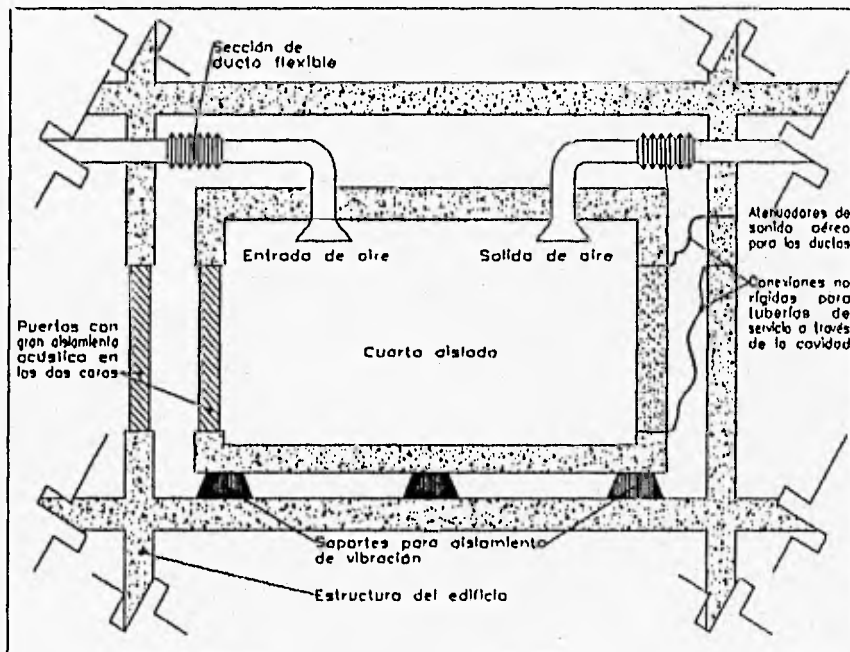 Sección de
ducto flexible
Entrada de aire
Salida de aire
Atenuadores de
sonido aéreo
para los ductos
Conexiones no
rígidas para
tuberías de
servicio a través
de la cavidad
Puertas con
gran aislamiento
acústico en
las dos caras
Cuarto aislado
Soportes para aislamiento
de vibración
Estructura del edificio